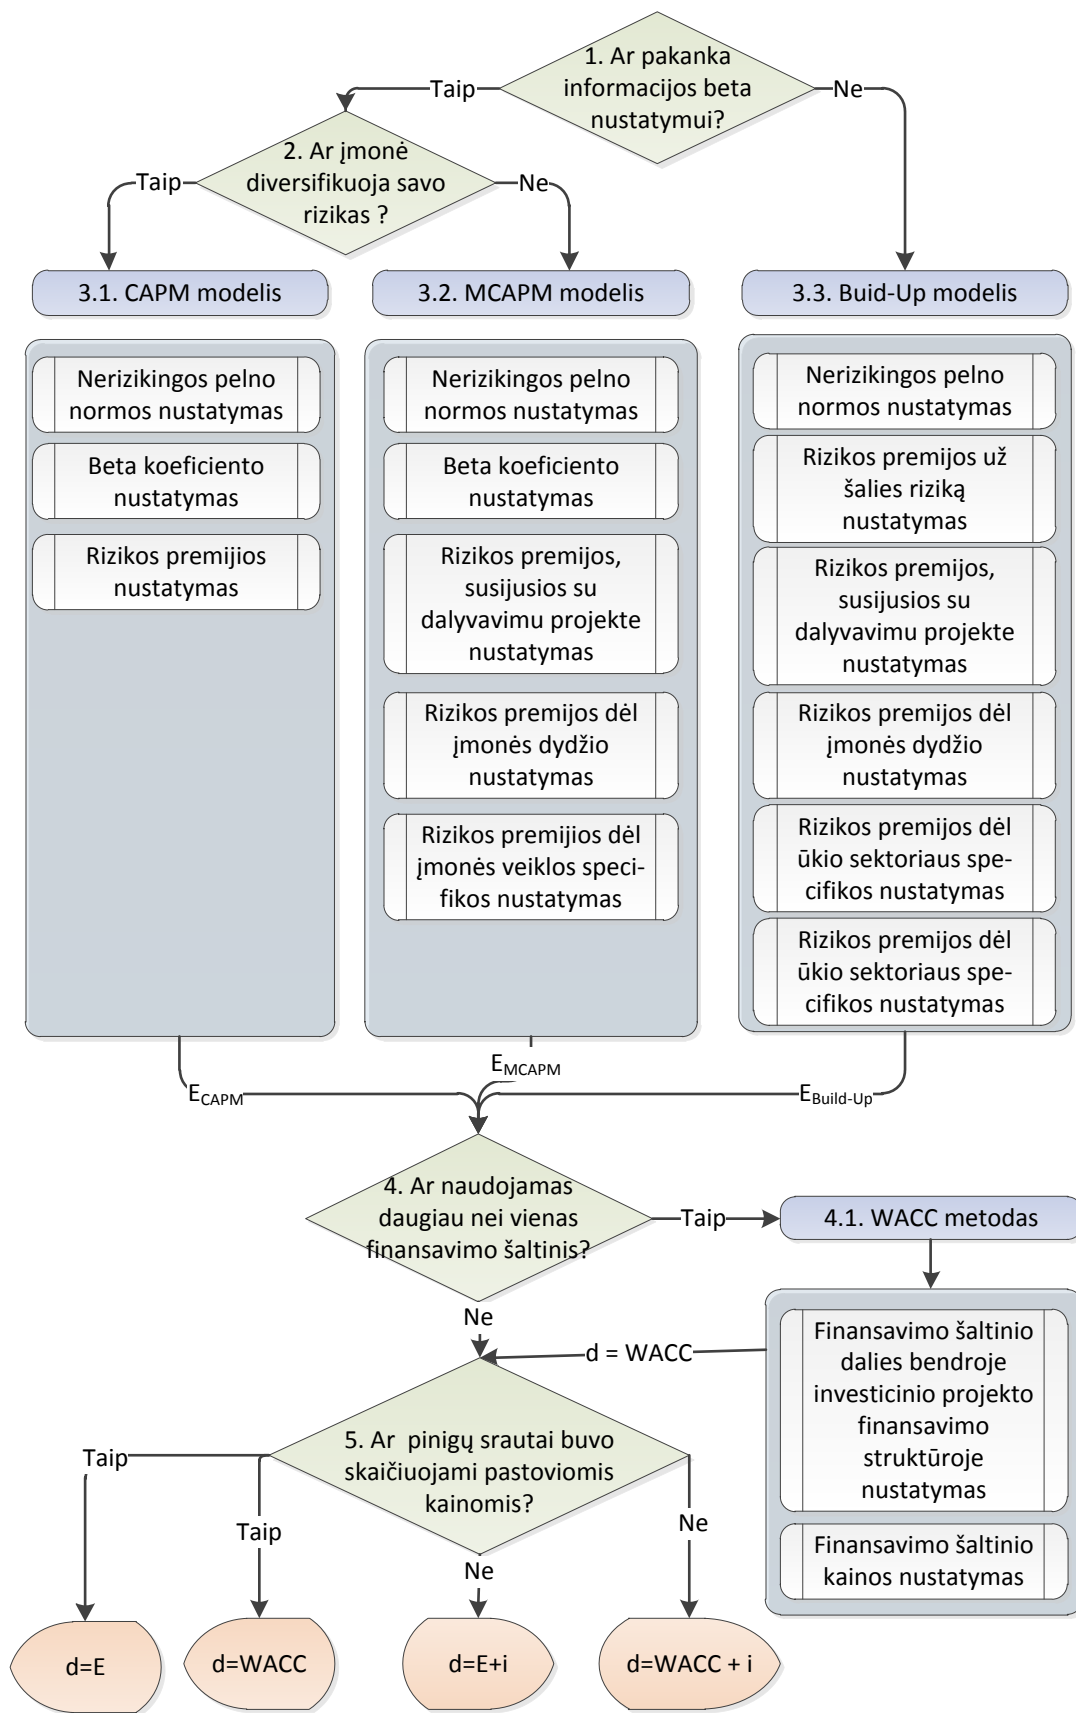 1. Ar pakanka
informacijos beta
nustatymui?
Taip
Ne
2. Ar įmonė
diversifikuoja savo
rizikas ?
Taip
Ne
3.1. CAPM modelis
3.2. MCAPM modelis
3.3. Buid-Up modelis
Nerizikingos pelno
normos nustatymas
Beta koeficiento
nustatymas
Rizikos premijios
nustatymas
Nerizikingos pelno
normos nustatymas
Beta koeficiento
nustatymas
Rizikos premijos,
susijusios su
dalyvavimu projekte
nustatymas
Rizikos premijos dėl
įmonės dydžio
nustatymas
Rizikos premijios dėl
įmonės veiklos speci-
fikos nustatymas
Nerizikingos pelno
normos nustatymas
Rizikos premijos už
šalies riziką
nustatymas
Rizikos premijos,
susijusios su
dalyvavimu projekte
nustatymas
Rizikos premijos dėl
įmonės dydžio
nustatymas
Rizikos premijos dėl
ūkio sektoriaus spe-
cifikos nustatymas
Rizikos premijos dėl
ūkio sektoriaus spe-
cifikos nustatymas
E_CAPM
E_MCAPM
E_Build-Up
4. Ar naudojamas
daugiau nei vienas
finansavimo šaltinis?
Taip
4.1. WACC metodas
Ne
d = WACC
Finansavimo šaltinio
dalies bendroje
investicinio projekto
finansavimo
struktūroje
nustatymas
Finansavimo šaltinio
kainos nustatymas
5. Ar  pinigų srautai buvo
skaičiuojami pastoviomis
kainomis?
Taip
Taip
Ne
Ne
d=E
d=WACC
d=E+i
d=WACC + i